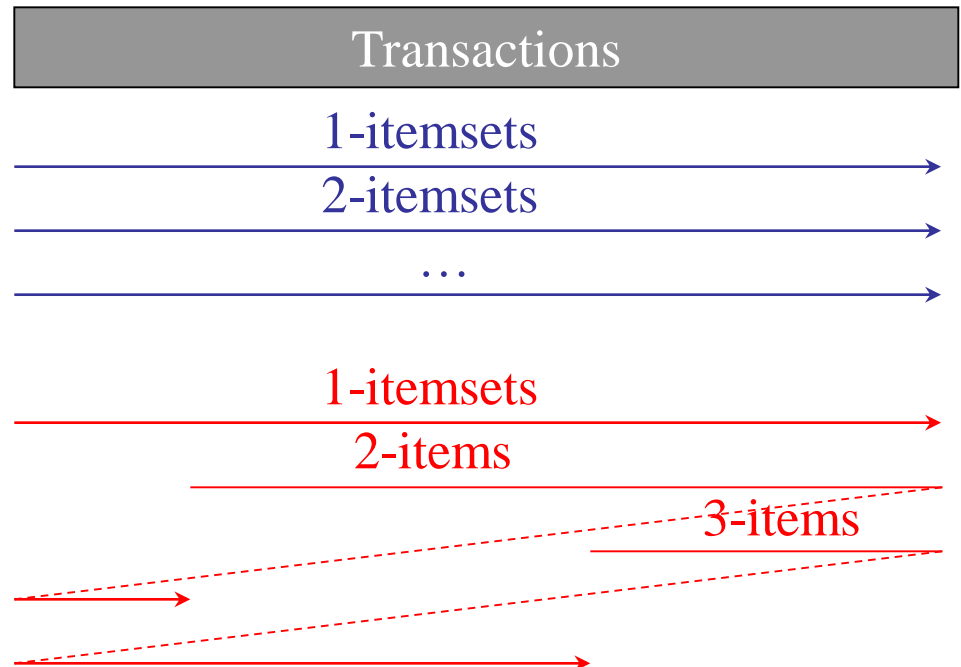 Transactions
1-itemsets
2-itemsets
…
1-itemsets
2-items
3-items